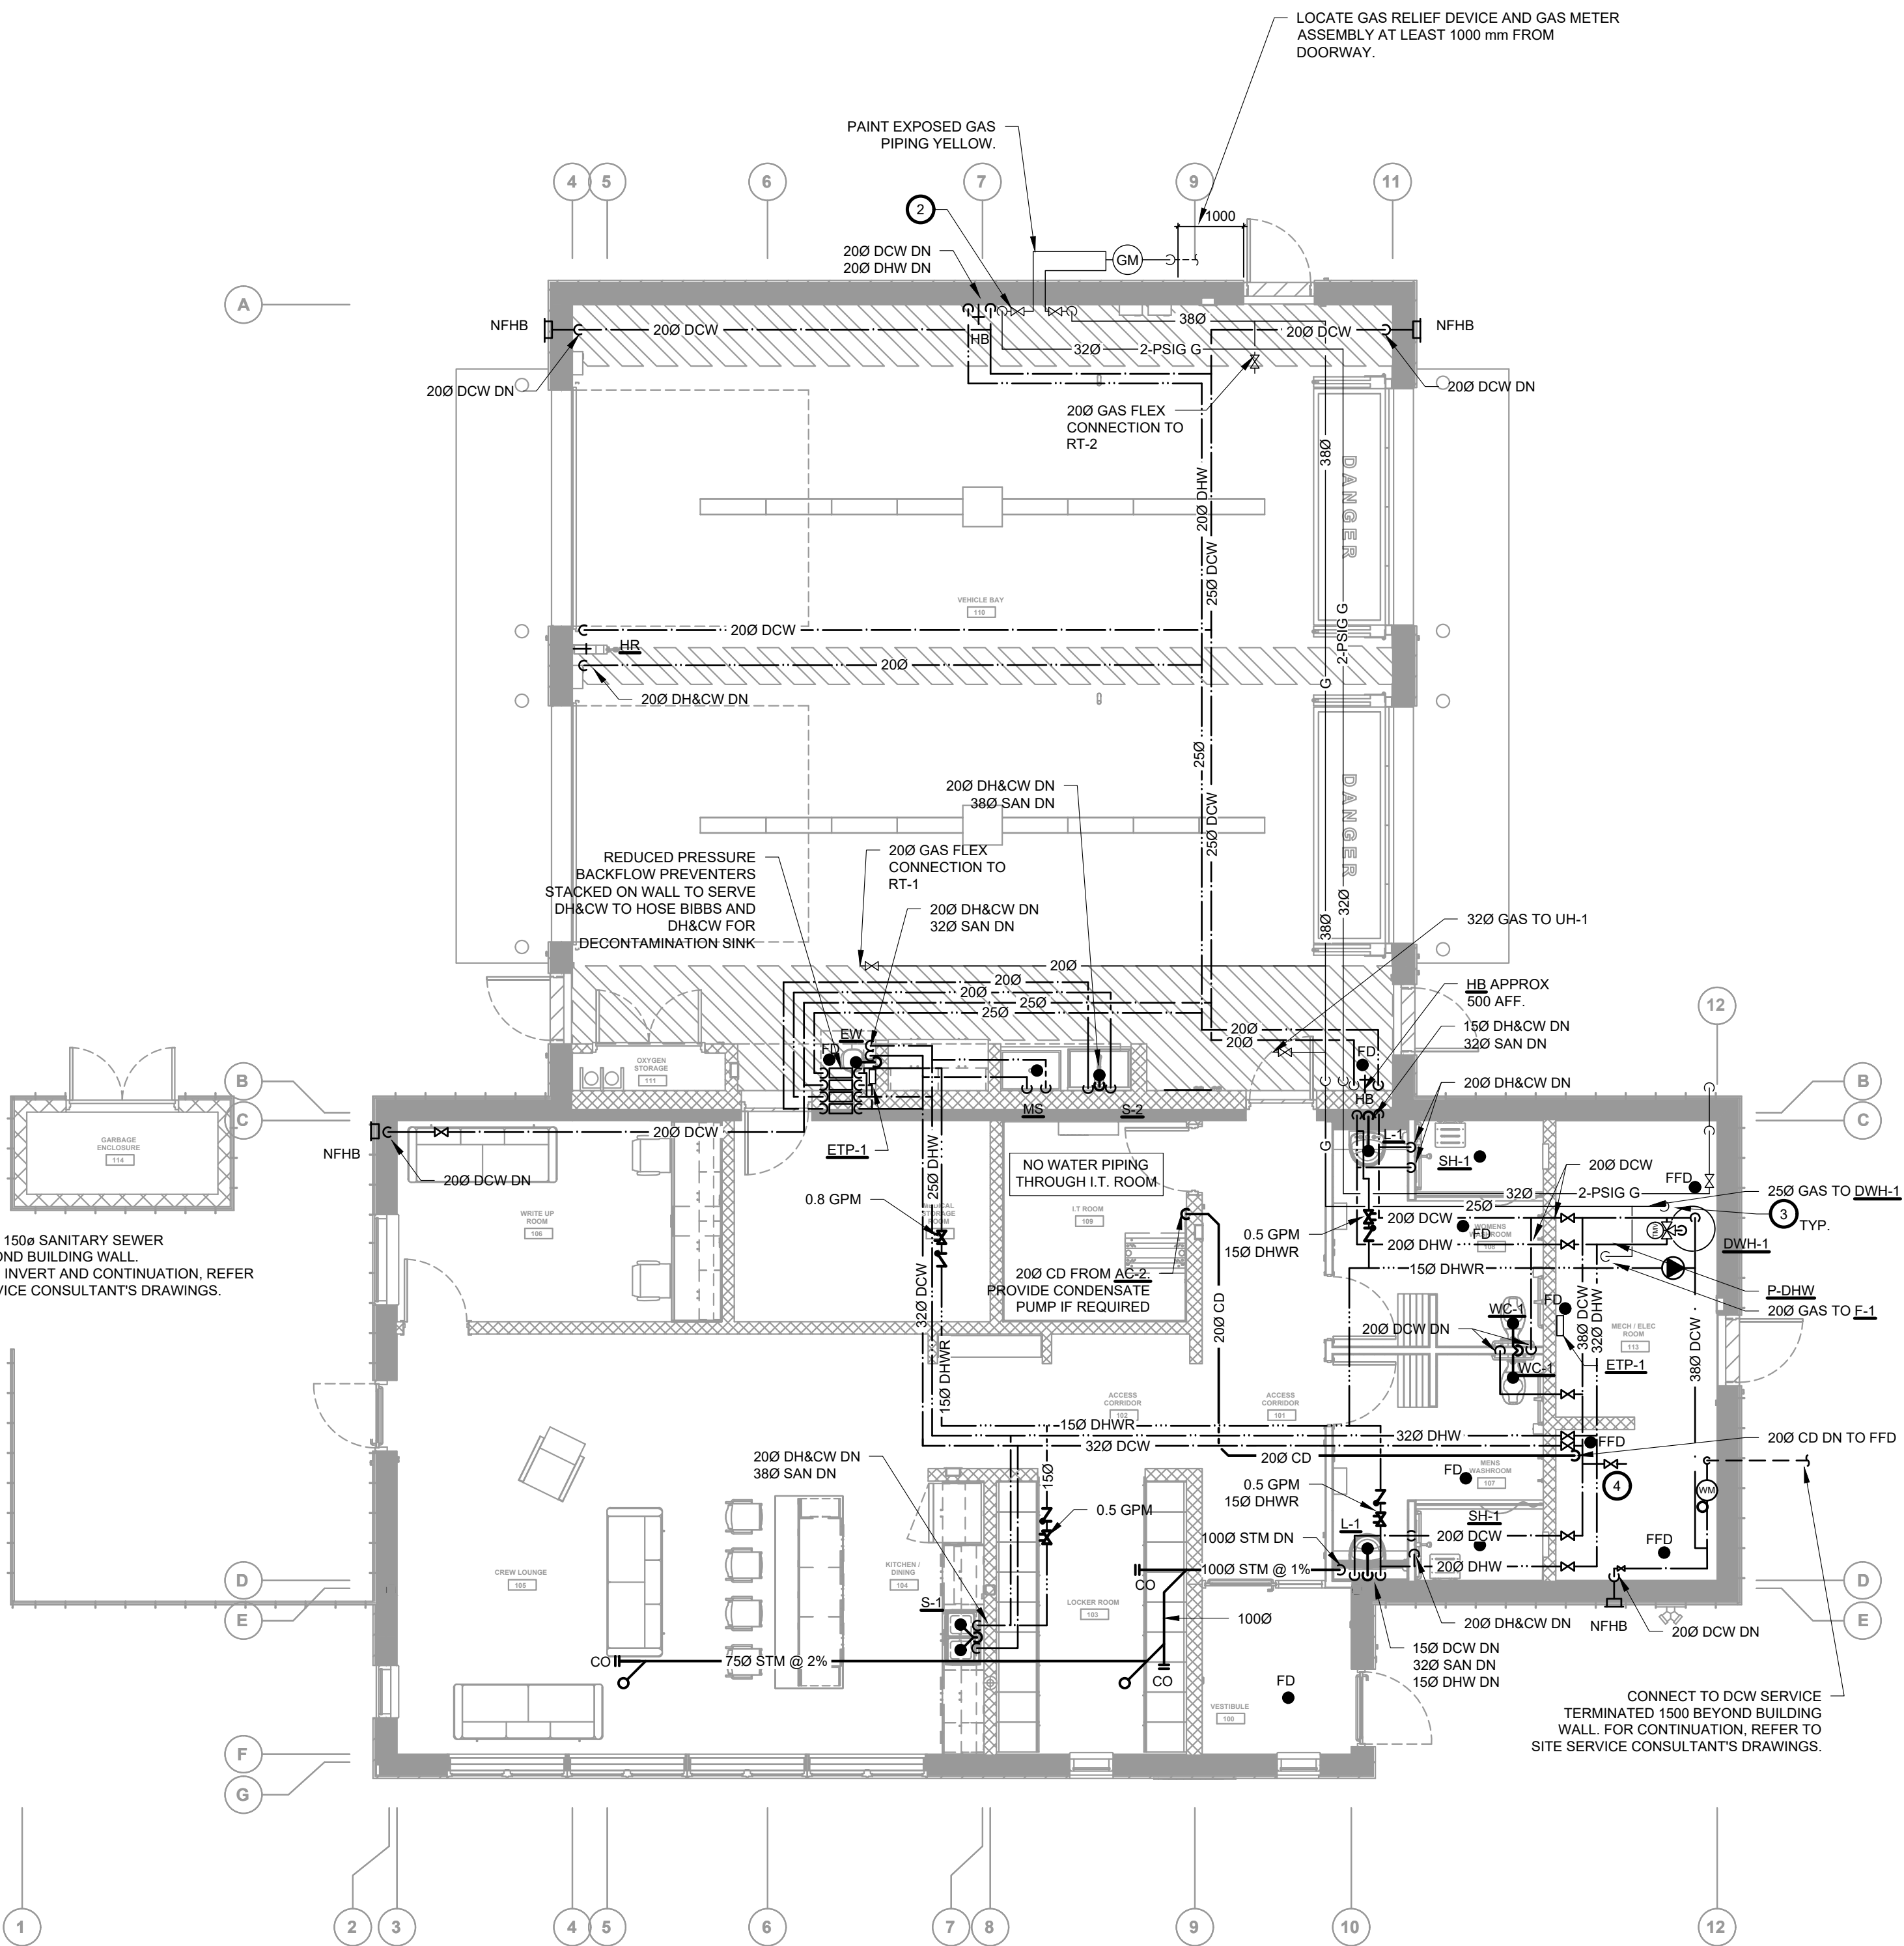 LOCATE GAS RELIEF DEVICE AND GAS METER
ASSEMBLY AT LEAST 1000 mm FROM
DOORWAY.
PAINT EXPOSED GAS
PIPING YELLOW.
4
5
6
7
9
11
2
1000
20Ø DCW DN
20Ø DHW DN
GM
A
NFHB
20Ø DCW
HB
38Ø
32Ø
2-PSIG G
20Ø DCW
NFHB
20Ø DCW DN
20Ø DCW DN
20Ø GAS FLEX
CONNECTION TO
RT-2
38Ø
DANGER
20Ø DHW
25Ø DCW
VEHICLE BAY
110
2-PSIG G
20Ø DCW
HR
20Ø
20Ø DH&CW DN
G
25Ø
25Ø DCW
DANGER
20Ø DH&CW DN
38Ø SAN DN
REDUCED PRESSURE
BACKFLOW PREVENTERS
STACKED ON WALL TO SERVE
DH&CW TO HOSE BIBBS AND
DH&CW FOR
DECONTAMINATION SINK
20Ø GAS FLEX
CONNECTION TO
RT-1
20Ø DH&CW DN
32Ø SAN DN
38Ø
32Ø
32Ø GAS TO UH-1
20Ø
20Ø
20Ø
25Ø
25Ø
HB APPROX
500 AFF.
15Ø DH&CW DN
32Ø SAN DN
12
20Ø
20Ø
EW
FD
FD
HB
OXYGEN
STORAGE
111
B
C
B
C
20Ø DH&CW DN
MS
S-2
GARBAGE
ENCLOSURE
114
NFHB
20Ø DCW
20Ø DCW DN
ETP-1
25Ø DHW
0.8 GPM
NO WATER PIPING
THROUGH I.T. ROOM
G
L-1
SH-1
20Ø DCW
FFD
32Ø
2-PSIG G
25Ø
25Ø GAS TO DWH-1
3
TYP.
WRITE UP
ROOM
106
I.T ROOM
109
0.5 GPM
15Ø DHWR
20Ø DCW
FD
20Ø DHW
DWH-1
150ø SANITARY SEWER
OND BUILDING WALL.
INVERT AND CONTINUATION, REFER
VICE CONSULTANT'S DRAWINGS.
20Ø CD FROM AC-2.
PROVIDE CONDENSATE
PUMP IF REQUIRED
15Ø DHWR
P-DHW
20Ø GAS TO F-1
32Ø DCW
20Ø CD
WC-1
FD
38Ø DCW
32Ø DHW
MECH / ELEC
ROOM
113
20Ø DCW DN
WC-1
ETP-1
38Ø DCW
15Ø DHWR
ACCESS
CORRIDOR
102
ACCESS
CORRIDOR
101
15Ø DHWR
32Ø DHW
32Ø DCW
20Ø CD
FFD
20Ø CD DN TO FFD
20Ø DH&CW DN
38Ø SAN DN
15Ø
0.5 GPM
0.5 GPM
15Ø DHWR
FD
MENS
WASHROOM
107
4
WM
L-1
SH-1
20Ø DCW
20Ø DHW
FFD
100Ø STM DN
100Ø STM @ 1%
CO
D
E
D
E
CREW LOUNGE
105
KITCHEN /
DINING
104
S-1
LOCKER ROOM
103
100Ø
20Ø DH&CW DN
NFHB
20Ø DCW DN
15Ø DCW DN
32Ø SAN DN
15Ø DHW DN
CO
75Ø STM @ 2%
CO
FD
VESTIBULE
100
CONNECT TO DCW SERVICE
TERMINATED 1500 BEYOND BUILDING
WALL. FOR CONTINUATION, REFER TO
SITE SERVICE CONSULTANT'S DRAWINGS.
F
G
1
2
3
4
5
6
7
8
9
10
12